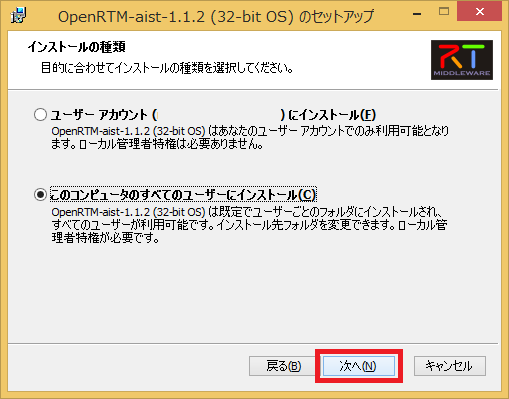 OpenRTM-aist-1.1.2 (32-bit OS) のセットアップ
インストールの種類
目的に合わせてインストールの種類を選択してください。
RT
MIDDLEWARE
ユーザー アカウント ( )にインストール(F)
OpenRTM-aist-1.1.2 (32-bit OS) はあなたのユーザー アカウントでのみ利用可能となり
ます。ローカル管理者特権は必要ありません。
このコンピュータのすべてのユーザーにインストール(C)
OpenRTM-aist-1.1.2 (32-bit OS) は既定でユーザーごとのフォルダにインストールされ、
すべてのユーザーが利用可能です。インストール先フォルダを変更できます。ローカル管
理者特権が必要です。
戻る(B) 次へ(N) キャンセル